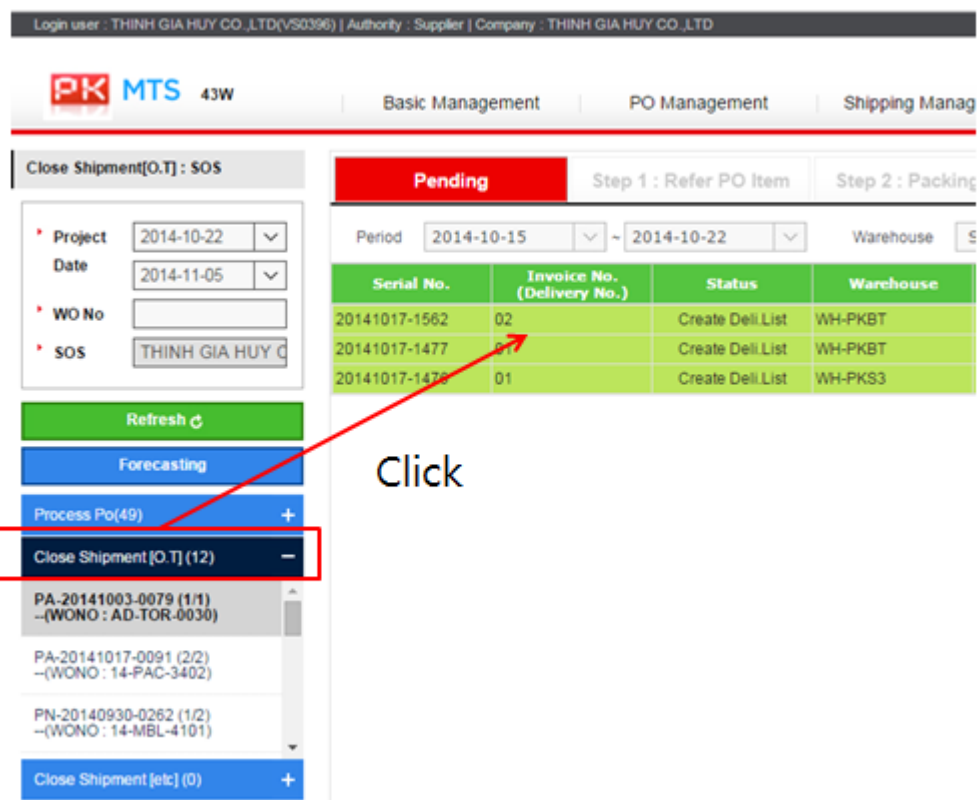 Login user : THINH GIA HUY CO.,LTD(VS0396) | Authority : Supplier | Company : THINH GIA HUY CO.,LTD
PK MTS 43W
Basic Management PO Management Shipping Manag
Close Shipment[O.T] : SOS
Pending Step 1 : Refer PO Item Step 2 : Packing
* Project Date 2014-10-22
2014-11-05
* WO No
* SOS THINH GIA HUY C
Period 2014-10-15 ~ 2014-10-22 Warehouse S
Serial No. Invoice No. (Delivery No.) Status Warehouse
20141017-1562 02 Create Deli.List WH-PKBT
20141017-1477 01 Create Deli.List WH-PKBT
20141017-1476 01 Create Deli.List WH-PKS3
Refresh
Forecasting
Click
Process Po(49) +
Close Shipment [O.T] (12) −
PA-20141003-0079 (1/1)
--(WONO : AD-TOR-0030)
PA-20141017-0091 (2/2)
--(WONO : 14-PAC-3402)
PN-20140930-0262 (1/2)
--(WONO : 14-MBL-4101)
Close Shipment [etc] (0) +